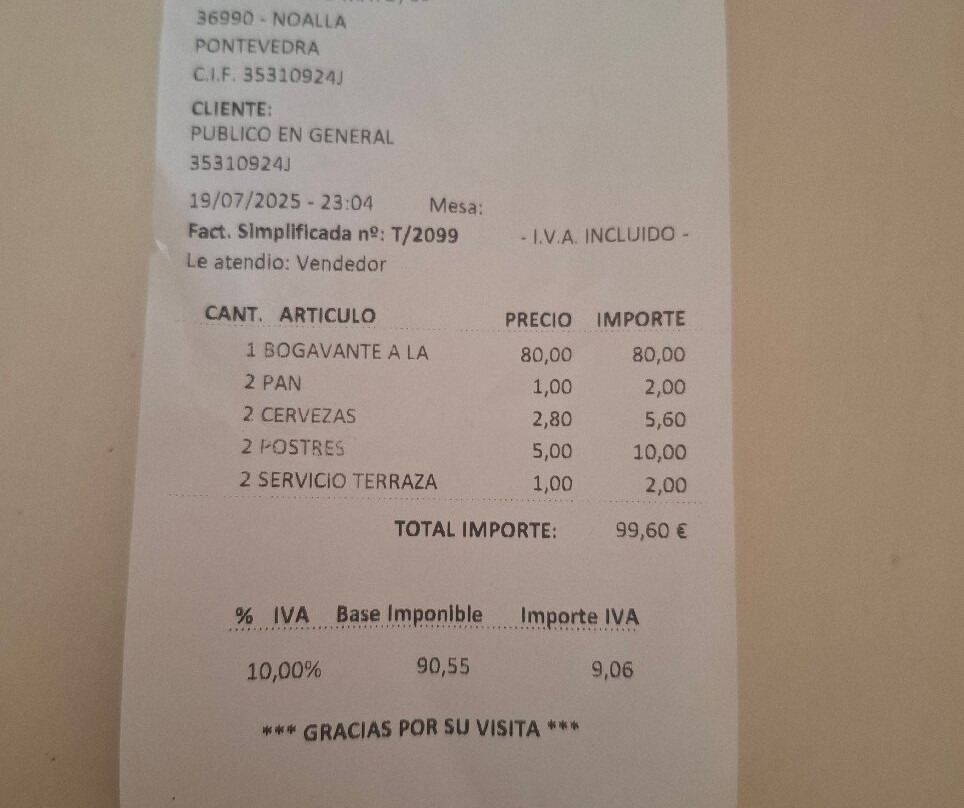 36990 - NOALLA
PONTEVEDRA
C.I.F. 35310924J
CLIENTE:
PUBLICO EN GENERAL
35310924J
19/07/2025 - 23:04 Mesa:
Fact. Simplificada nº: T/2099 - I.V.A. INCLUIDO -
Le atendio: Vendedor
CANT. ARTICULO PRECIO IMPORTE
1 BOGAVANTE A LA 80,00 80,00
2 PAN 1,00 2,00
2 CERVEZAS 2,80 5,60
2 POSTRES 5,00 10,00
2 SERVICIO TERRAZA 1,00 2,00
TOTAL IMPORTE: 99,60 €
% IVA Base Imponible Importe IVA
10,00% 90,55 9,06
*** GRACIAS POR SU VISITA ***